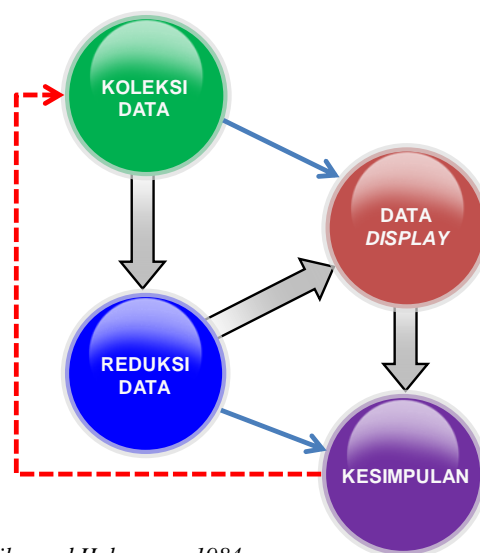 KOLEKSI
DATA
DATA
DISPLAY
REDUKSI
DATA
KESIMPULAN